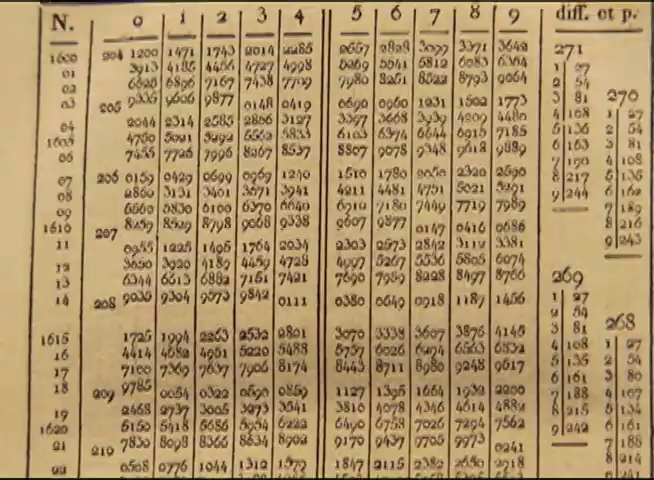 N. 0 1 2 3 4 5 6 7 8 9 diff. et p.
1600 204 1200 1471 1743 2014 2285 2557 2828 3099 3371 3642 271
01 3913 4185 4456 4727 4998 5269 5541 5812 6083 6354 1 27
02 6625 6896 7167 7438 7709 7980 8251 8522 8793 9064 2 54
03 9335 9606 9877 3 81
205 0148 0419 0690 0960 1231 1502 1773 270
04 2044 2314 2585 2856 3127 3397 3668 3939 4209 4480 4 108 1 27
1605 4750 5021 5292 5562 5833 6103 6374 6644 6915 7185 5 136 2 54
06 7455 7726 7996 8267 8537 8807 9078 9348 9618 9889 6 163 3 81
7 190 4 108
07 206 0159 0429 0699 0969 1240 1510 1780 2050 2320 2590 8 217 5 135
08 2860 3131 3401 3671 3941 4211 4481 4751 5021 5291 9 244 6 162
09 5560 5830 6100 6370 6640 6910 7180 7449 7719 7989 7 189
1610 8259 8529 8798 9068 9338 9607 9877 8 216
207 0147 0416 0686
11 0955 1225 1495 1764 2034 2303 2573 2842 3112 3381 9 243
12 3650 3920 4189 4459 4728 4997 5267 5536 5805 6074
13 6344 6613 6882 7151 7421 7690 7959 8228 8497 8766 269
14 9035 9304 9573 9842 1 27
208 0111 0380 0649 0918 1187 1456 2 54
3 81 268
1615 1725 1994 2263 2532 2801 3070 3338 3607 3876 4145 4 108 1 27
16 4414 4682 4951 5220 5488 5757 6026 6294 6563 6832 5 135 2 54
17 7100 7369 7637 7906 8174 8443 8711 8980 9248 9517 6 161 3 80
18 9785 7 188 4 107
209 0054 0322 0590 0859 1127 1395 1664 1932 2200
19 2468 2737 3005 3273 3541 3810 4078 4346 4614 4882 8 215 5 134
1620 5150 5418 5686 5954 6222 6490 6758 7026 7294 7562 9 242 6 161
21 7830 8098 8366 8634 8902 9170 9437 9705 9973 7 188
210 0241
22 0508 0776 1044 1312 1579 1847 2115 2382 2650 2918 8 214
9 241